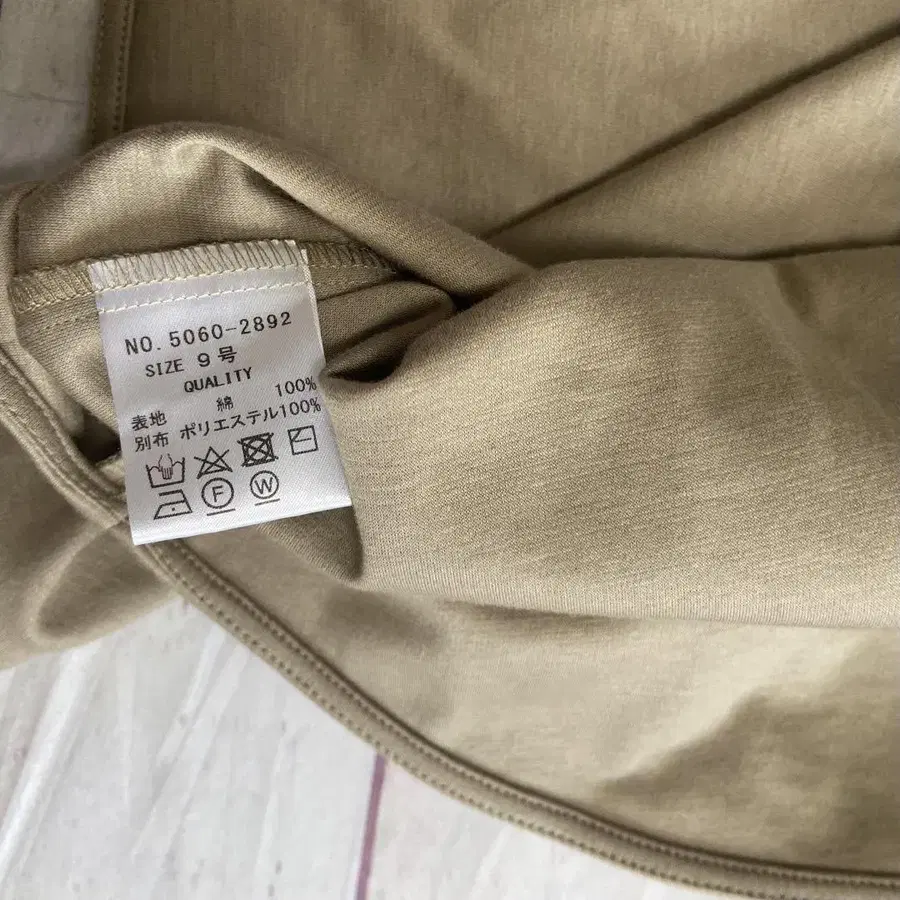 NO. 5060-2892
SIZE 9号
QUALITY
表地 綿 100%
別布 ポリエステル100%
F W